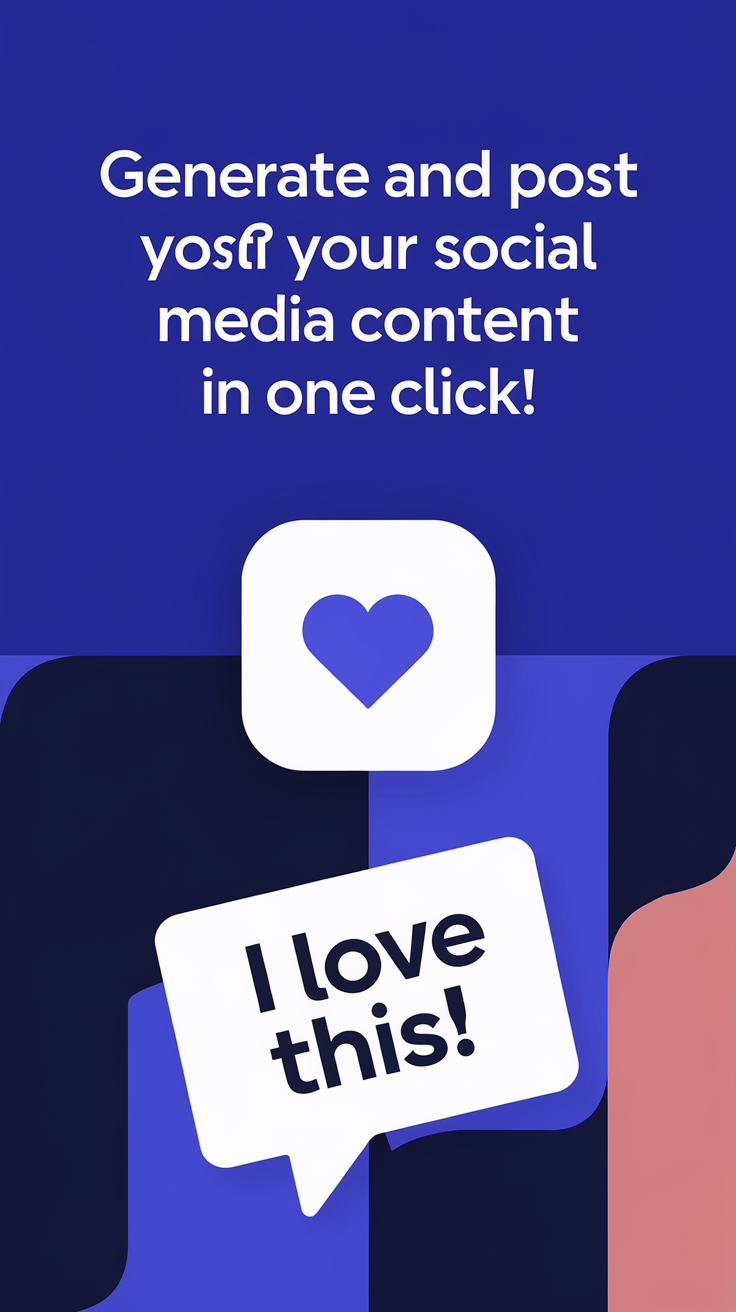 Generate and post
your social
media content
in one click!
I love
this!